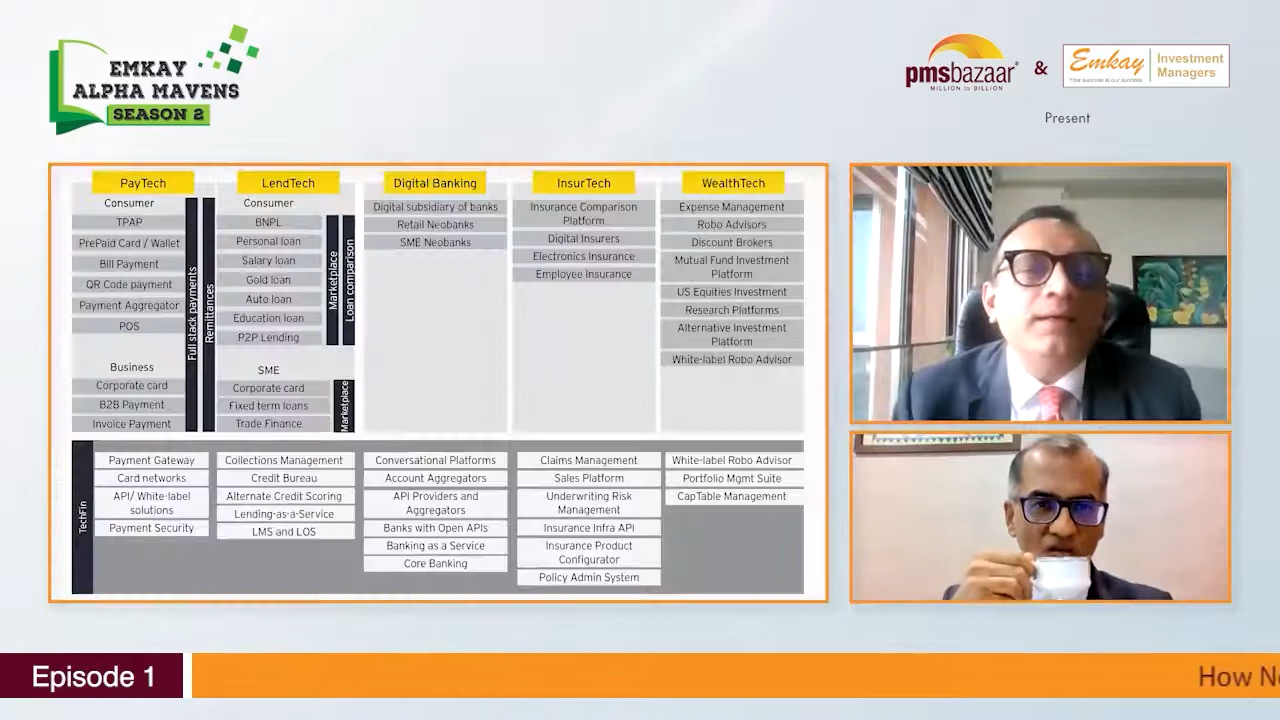 EMKAY
ALPHA MAVENS
SEASON 2
pmsbazaar
MILLION to BILLION
&
Emkay
Your success is our success
Investment
Managers
Present
PayTech
Consumer
TPAP
PrePaid Card / Wallet
Bill Payment
QR Code payment
Payment Aggregator
POS
Business
Corporate card
B2B Payment
Invoice Payment
Full stack payments
Remittances
LendTech
Consumer
BNPL
Personal loan
Salary loan
Gold loan
Auto loan
Education loan
P2P Lending
Marketplace
Loan comparison
SME
Corporate card
Fixed term loans
Trade Finance
Marketplace
Digital Banking
Digital subsidiary of banks
Retail Neobanks
SME Neobanks
InsurTech
Insurance Comparison
Platform
Digital Insurers
Electronics Insurance
Employee Insurance
WealthTech
Expense Management
Robo Advisors
Discount Brokers
Mutual Fund Investment
Platform
US Equities Investment
Research Platforms
Alternative Investment
Platform
White-label Robo Advisor
TechFin
Payment Gateway
Card networks
API/ White-label
solutions
Payment Security
Collections Management
Credit Bureau
Alternate Credit Scoring
Lending-as-a-Service
LMS and LOS
Conversational Platforms
Account Aggregators
API Providers and
Aggregators
Banks with Open APIs
Banking as a Service
Core Banking
Claims Management
Sales Platform
Underwriting Risk
Management
Insurance Infra API
Insurance Product
Configurator
Policy Admin System
White-label Robo Advisor
Portfolio Mgmt Suite
CapTable Management
Episode 1
How